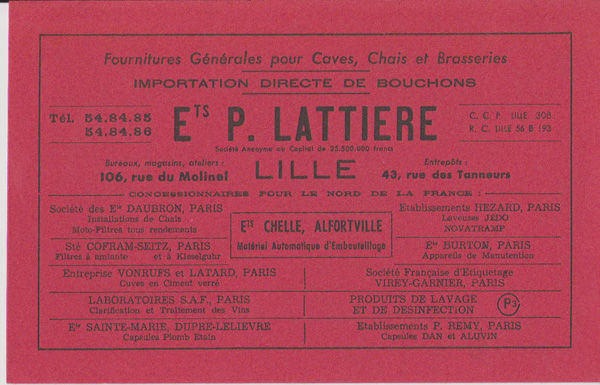 Fournitures Générales pour Caves, Chais et Brasseries
IMPORTATION DIRECTE DE BOUCHONS
Tél. 54.84.85
54.84.86
Ets P. LATTIERE
C. C. P. LILLE 308
R. C. LILLE 56 B 193
Société Anonyme au Capital de 25.500.000 francs
Bureaux, magasins, ateliers :
106, rue du Molinel
LILLE
Entrepôts :
43, rue des Tanneurs
CONCESSIONNAIRES POUR LE NORD DE LA FRANCE :
Société des Ets DAUBRON, PARIS
Installations de Chais
Moto-Filtres tous rendements
Ets CHELLE, ALFORTVILLE
Matériel Automatique d'Embouteillage
Etablissements HEZARD, PARIS
Laveuses JÉDO
NOVATRAMF
Sté COFRAM-SEITZ, PARIS
Filtres à amiante et à Kieselguhr
Ets BURTON, PARIS
Appareils de Manutention
Entreprise VONRUFS et LATARD, PARIS
Cuves en Ciment verré
Société Française d'Etiquetage
VIREY-GARNIER, PARIS
LABORATOIRES S.A.F., PARIS
Clarification et Traitement des Vins
PRODUITS DE LAVAGE
ET DE DESINFECTION
P3
Ets SAINTE-MARIE, DUPRE-LELIEVRE
Capsules Plomb Etain
Etablissements P. REMY, PARIS
Capsules DAN et ALUVIN